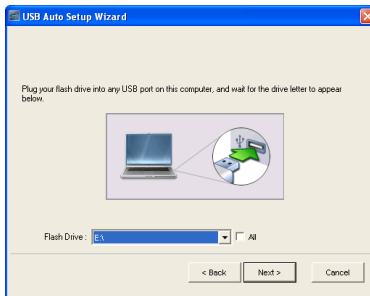 USB Auto Setup Wizard
Plug your flash drive into any USB port on this computer, and wait for the drive letter to appear
below.
Flash Drive : E:\ All
< Back Next > Cancel